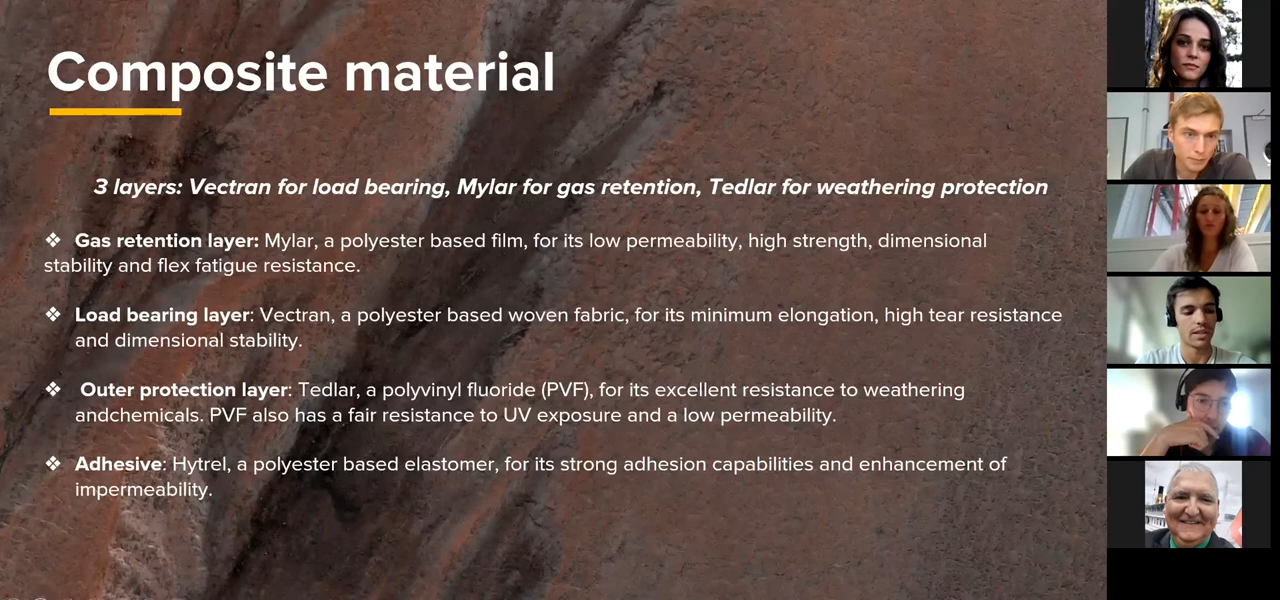 Composite material
3 layers: Vectran for load bearing, Mylar for gas retention, Tedlar for weathering protection
❖ Gas retention layer: Mylar, a polyester based film, for its low permeability, high strength, dimensional
stability and flex fatigue resistance.
❖ Load bearing layer: Vectran, a polyester based woven fabric, for its minimum elongation, high tear resistance
and dimensional stability.
❖ Outer protection layer: Tedlar, a polyvinyl fluoride (PVF), for its excellent resistance to weathering
andchemicals. PVF also has a fair resistance to UV exposure and a low permeability.
❖ Adhesive: Hytrel, a polyester based elastomer, for its strong adhesion capabilities and enhancement of
impermeability.